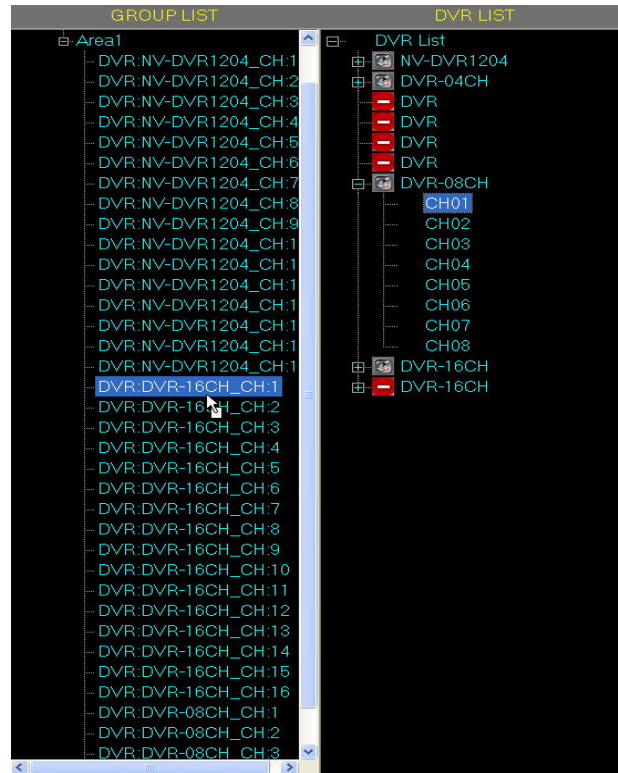 GROUP LIST
Area1
DVR:NV-DVR1204_CH:1
DVR:NV-DVR1204_CH:2
DVR:NV-DVR1204_CH:3
DVR:NV-DVR1204_CH:4
DVR:NV-DVR1204_CH:5
DVR:NV-DVR1204_CH:6
DVR:NV-DVR1204_CH:7
DVR:NV-DVR1204_CH:8
DVR:NV-DVR1204_CH:9
DVR:NV-DVR1204_CH:1
DVR:NV-DVR1204_CH:1
DVR:NV-DVR1204_CH:1
DVR:NV-DVR1204_CH:1
DVR:NV-DVR1204_CH:1
DVR:NV-DVR1204_CH:1
DVR:NV-DVR1204_CH:1
DVR:DVR-16CH_CH:1
DVR:DVR-16CH_CH:2
DVR:DVR-16CH_CH:3
DVR:DVR-16CH_CH:4
DVR:DVR-16CH_CH:5
DVR:DVR-16CH_CH:6
DVR:DVR-16CH_CH:7
DVR:DVR-16CH_CH:8
DVR:DVR-16CH_CH:9
DVR:DVR-16CH_CH:10
DVR:DVR-16CH_CH:11
DVR:DVR-16CH_CH:12
DVR:DVR-16CH_CH:13
DVR:DVR-16CH_CH:14
DVR:DVR-16CH_CH:15
DVR:DVR-16CH_CH:16
DVR:DVR-08CH_CH:1
DVR:DVR-08CH_CH:2
DVR:DVR-08CH_CH:3
DVR LIST
DVR List
NV-DVR1204
DVR-04CH
DVR
DVR
DVR
DVR
DVR-08CH
CH01
CH02
CH03
CH04
CH05
CH06
CH07
CH08
DVR-16CH
DVR-16CH